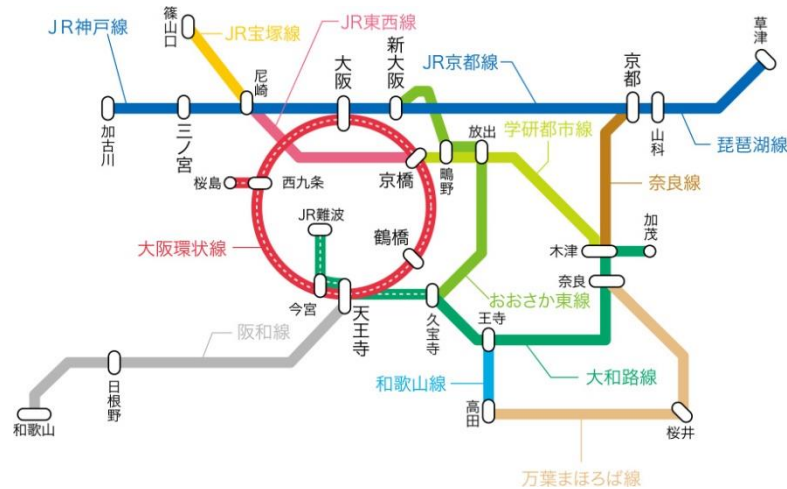 JR神戸線
篠山口
JR宝塚線
JR東西線
尼崎
大阪
新大阪
JR京都線
京都
草津
加古川
三ノ宮
山科
琵琶湖線
放出
学研都市線
鴫野
京橋
桜島
西九条
奈良線
JR難波
鶴橋
加茂
木津
大阪環状線
奈良
今宮
天王寺
久宝寺
おおさか東線
王寺
阪和線
日根野
和歌山線
大和路線
和歌山
高田
桜井
万葉まほろば線